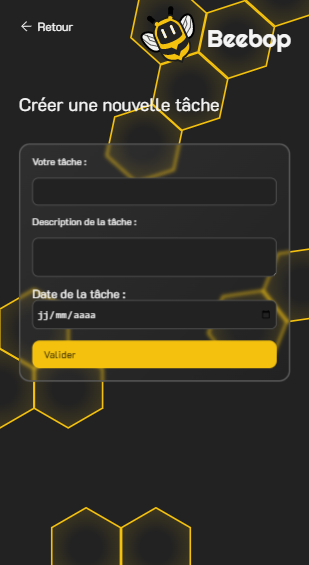 ← Retour
Beebop
Créer une nouvelle tâche
Votre tâche :
Description de la tâche :
Date de la tâche :
jj/mm/aaaa
Valider